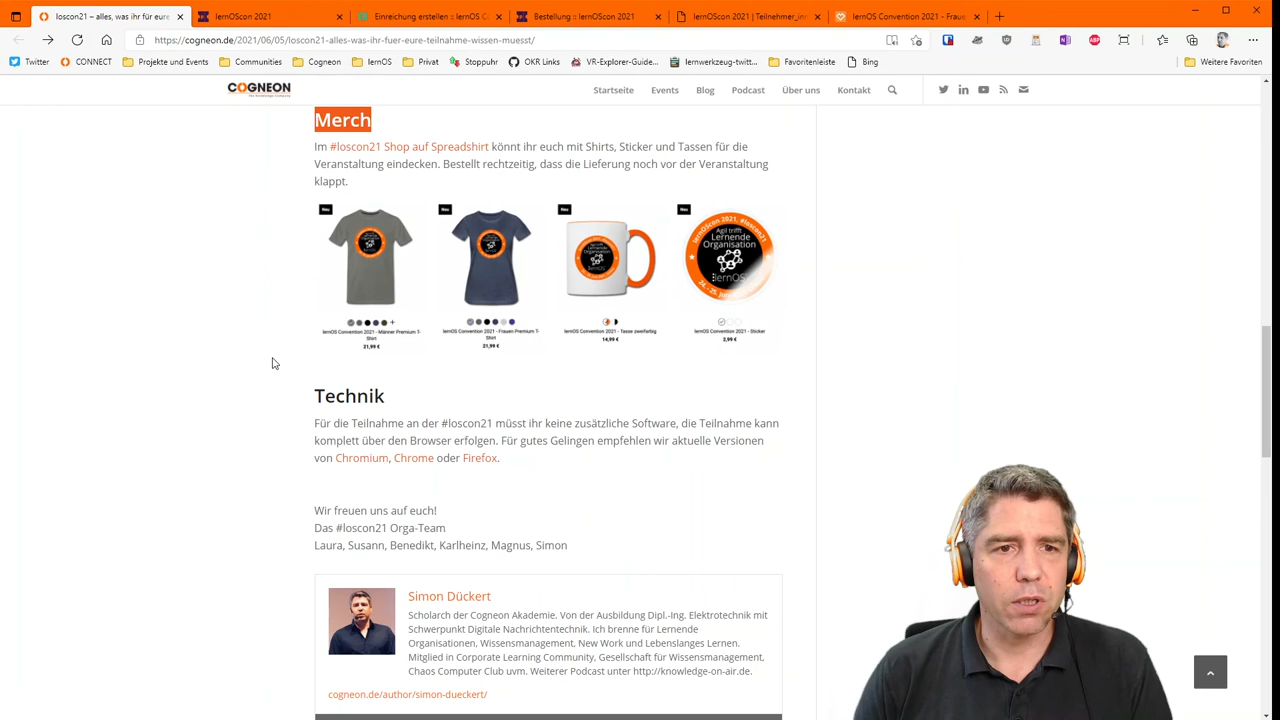 loscon21 – alles, was ihr für eure
lernOScon 2021
Einreichung erstellen :: lernOS C
Bestellung :: lernOScon 2021
lernOScon 2021 | Teilnehmer_in
lernOS Convention 2021 - Fraue
https://cogneon.de/2021/06/05/loscon21-alles-was-ihr-fuer-eure-teilnahme-wissen-muesst/
Twitter
CONNECT
Projekte und Events
Communities
Cogneon
lernOS
Privat
Stoppuhr
OKR Links
VR-Explorer-Guide...
lernwerkzeug-twitt...
Favoritenleiste
Bing
Weitere Favoriten
COGNEON
Startseite
Events
Blog
Podcast
Über uns
Kontakt
Merch
Im #loscon21 Shop auf Spreadshirt könnt ihr euch mit Shirts, Sticker und Tassen für die
Veranstaltung eindecken. Bestellt rechtzeitig, dass die Lieferung noch vor der Veranstaltung
klappt.
Neu
Neu
Neu
Neu
lernOScon 2021, #loscon21
Agil trifft
Lernende
Organisation
lernOS
lernOS Convention 2021 - Männer Premium T-
Shirt
21,99 €
lernOS Convention 2021 - Frauen Premium T-
Shirt
21,99 €
lernOS Convention 2021 - Tasse zweifarbig
14,99 €
lernOS Convention 2021 - Sticker
2,99 €
Technik
Für die Teilnahme an der #loscon21 müsst ihr keine zusätzliche Software, die Teilnahme kann
komplett über den Browser erfolgen. Für gutes Gelingen empfehlen wir aktuelle Versionen
von Chromium, Chrome oder Firefox.
Wir freuen uns auf euch!
Das #loscon21 Orga-Team
Laura, Susann, Benedikt, Karlheinz, Magnus, Simon
Simon Dückert
Scholarch der Cogneon Akademie. Von der Ausbildung Dipl.-Ing. Elektrotechnik mit
Schwerpunkt Digitale Nachrichtentechnik. Ich brenne für Lernende
Organisationen, Wissensmanagement, New Work und Lebenslanges Lernen.
Mitglied in Corporate Learning Community, Gesellschaft für Wissensmanagement,
Chaos Computer Club uvm. Weiterer Podcast unter http://knowledge-on-air.de.
cogneon.de/author/simon-dueckert/